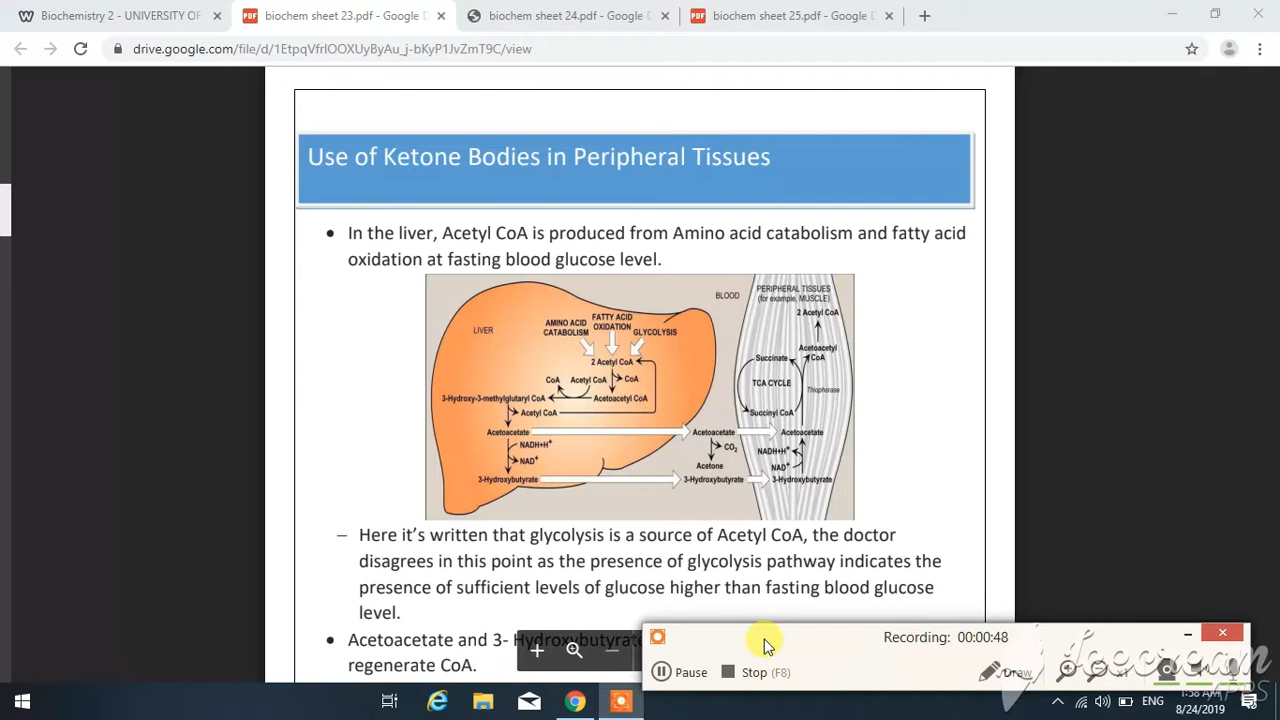 Biochemistry 2 - UNIVERSITY OF
biochem sheet 23.pdf - Google D
biochem sheet 24.pdf - Google D
biochem sheet 25.pdf - Google D
Use of Ketone Bodies in Peripheral Tissues
• In the liver, Acetyl CoA is produced from Amino acid catabolism and fatty acid
oxidation at fasting blood glucose level.
LIVER
AMINO ACID
CATABOLISM
FATTY ACID
OXIDATION
GLYCOLYSIS
2 Acetyl CoA
CoA
Acetyl CoA
CoA
3-Hydroxy-3-methylglutaryl CoA
Acetoacetyl CoA
Acetyl CoA
Acetoacetate
NADH+H+
NAD+
3-Hydroxybutyrate
BLOOD
Acetoacetate
CO2
Acetone
3-Hydroxybutyrate
PERIPHERAL TISSUES
(for example, MUSCLE)
2 Acetyl CoA
Acetoacetyl
CoA
Succinate
TCA CYCLE
Thiophorase
Succinyl CoA
Acetoacetate
NADH+H+
NAD+
3-Hydroxybutyrate
– Here it's written that glycolysis is a source of Acetyl CoA, the doctor
disagrees in this point as the presence of glycolysis pathway indicates the
presence of sufficient levels of glucose higher than fasting blood glucose
level.
• Acetoacetate and 3- Hydroxybutyrate
regenerate CoA.
Recording: 00:00:48
Pause
Stop (F8)
Draw
x1
Icecream
APPS
ENG
1:58 AM
8/24/2019